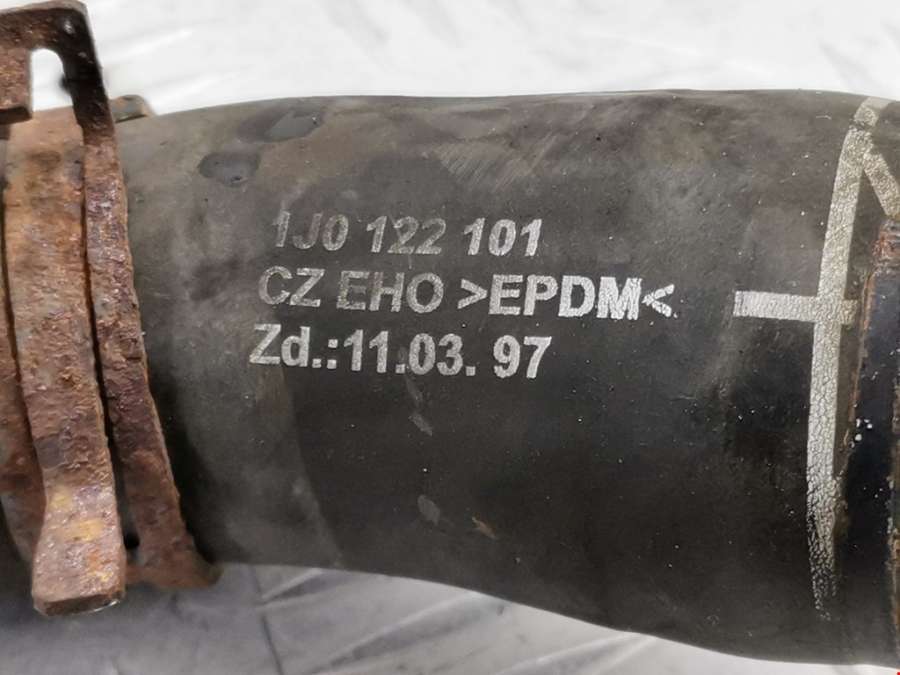 1J0 122 101
CZ EHO >EPDM<
Zd.:11.03. 97